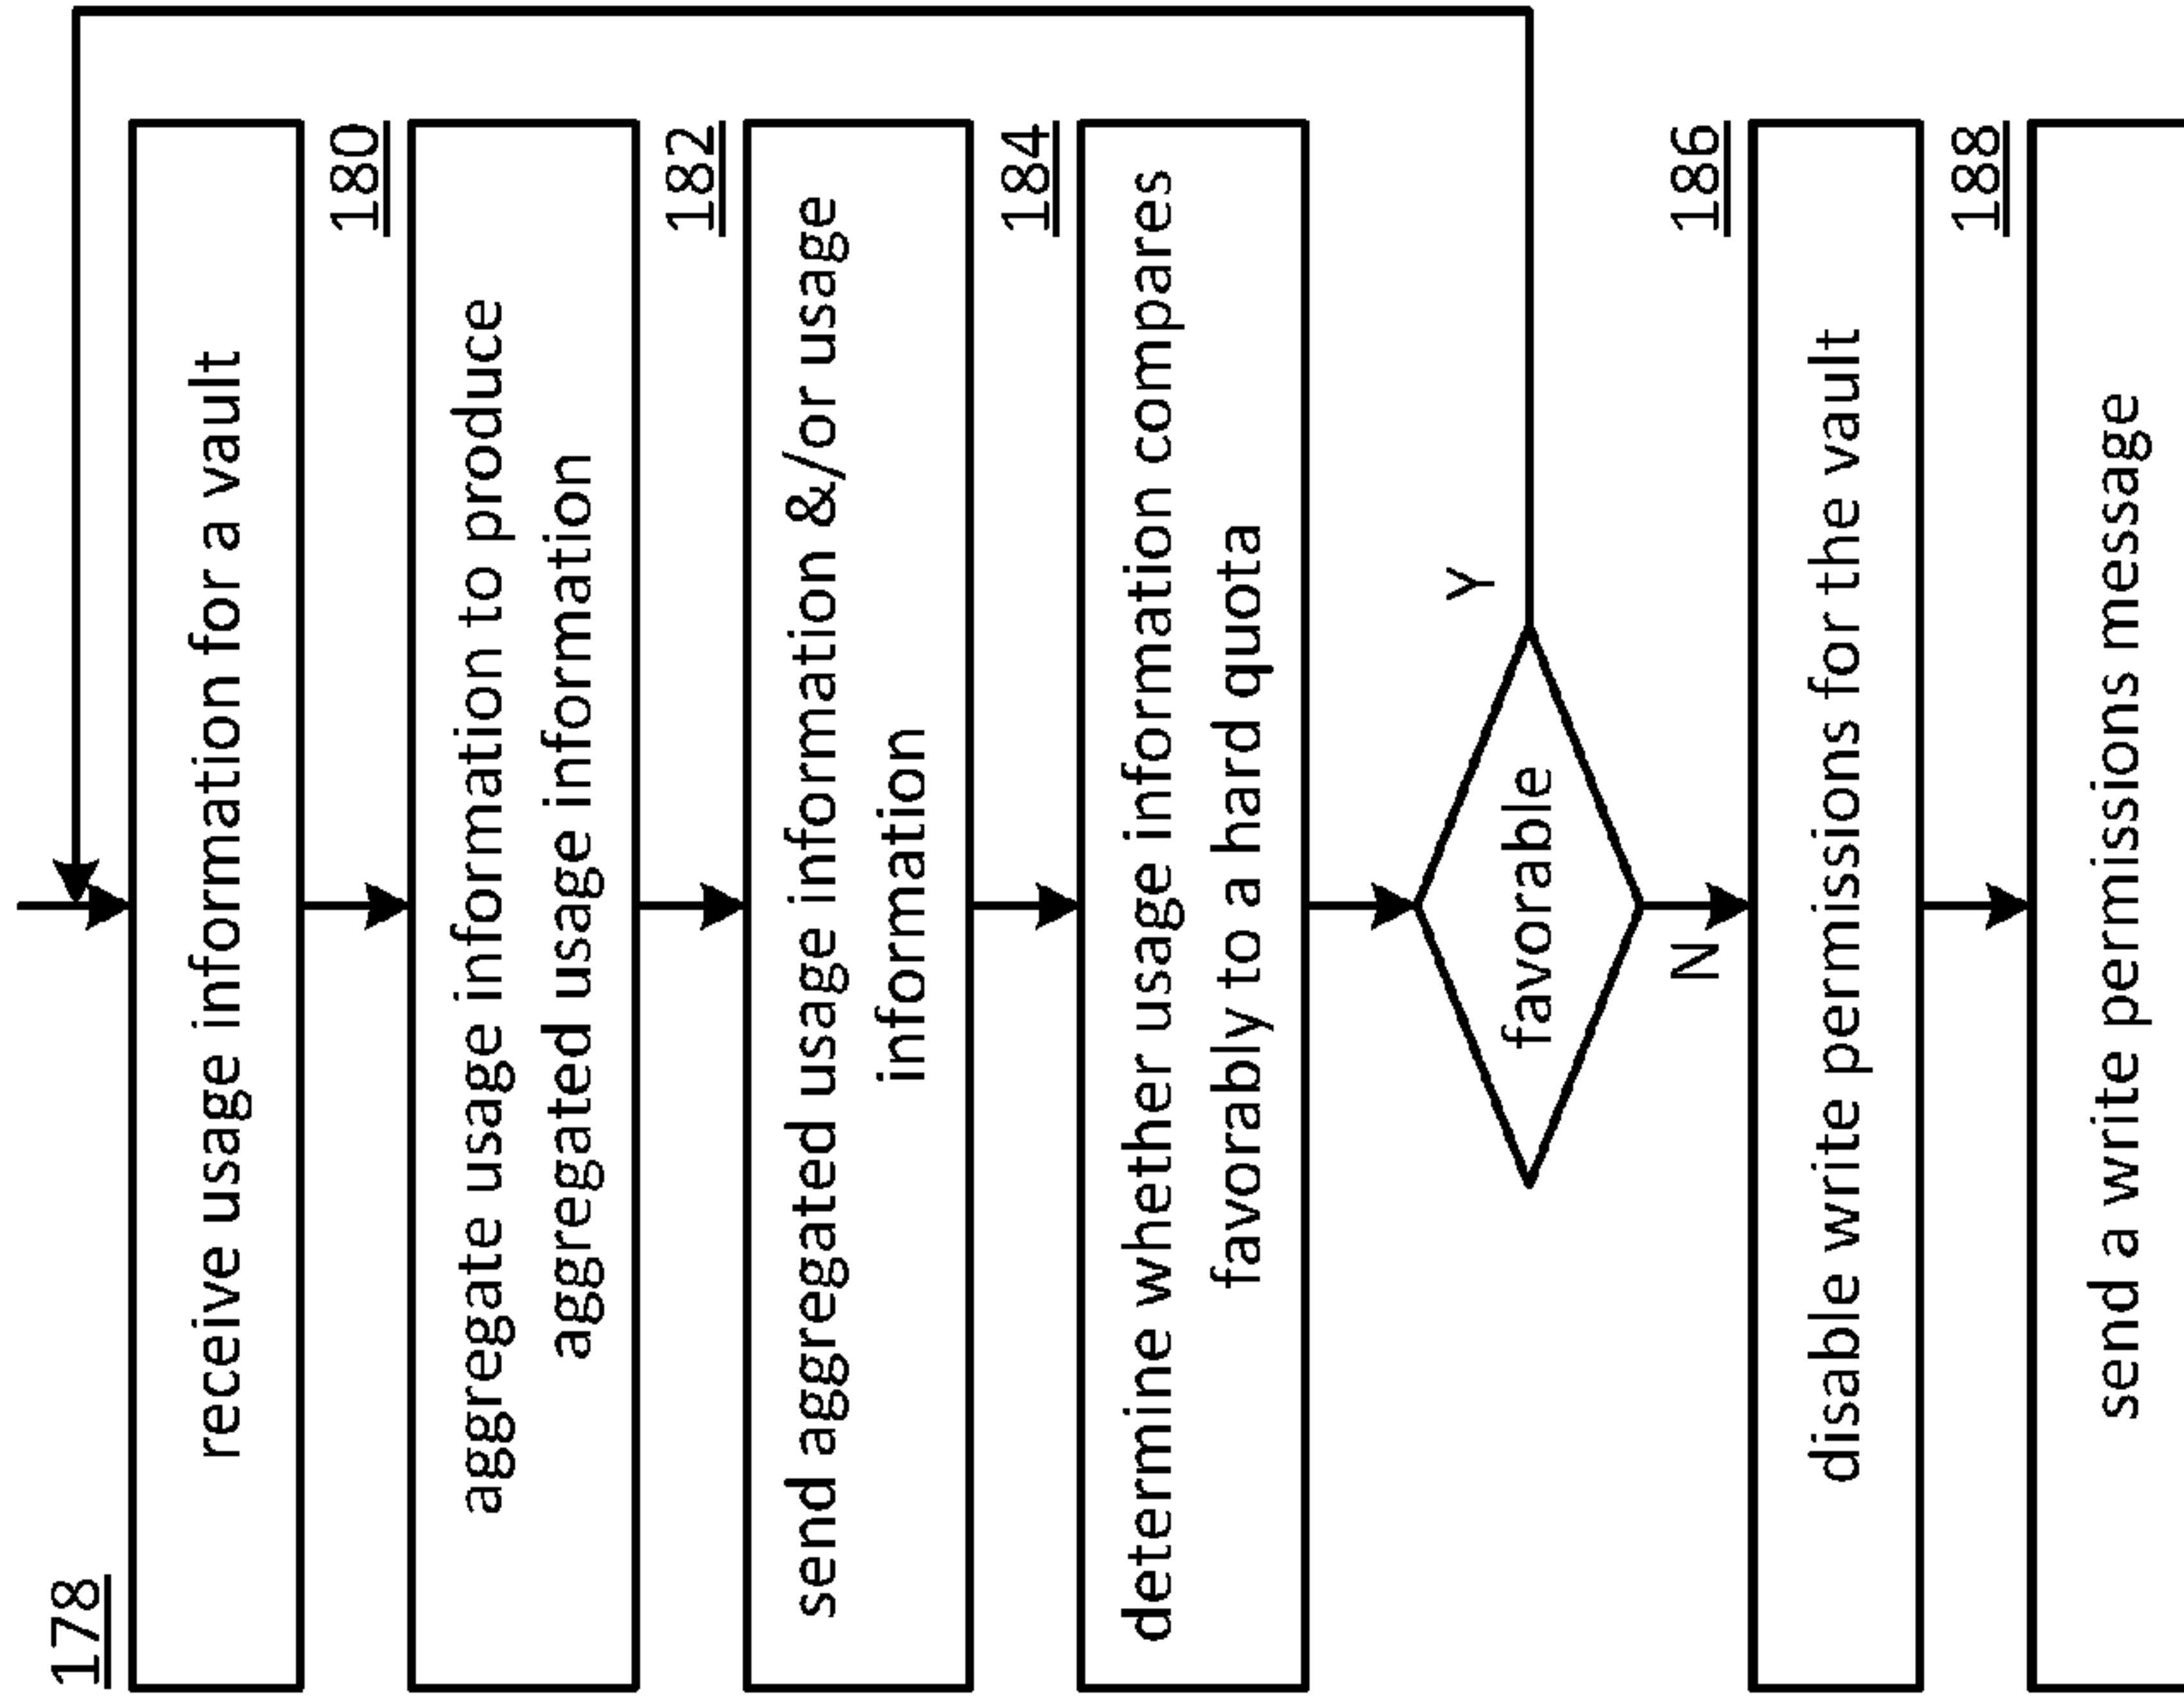 178
receive usage information for a vault
180
aggregate usage information to produce
aggregated usage information
182
send aggregated usage information &/or usage
information
184
determine whether usage information compares
favorably to a hard quota
favorable
Y
N
186
disable write permissions for the vault
188
send a write permissions message